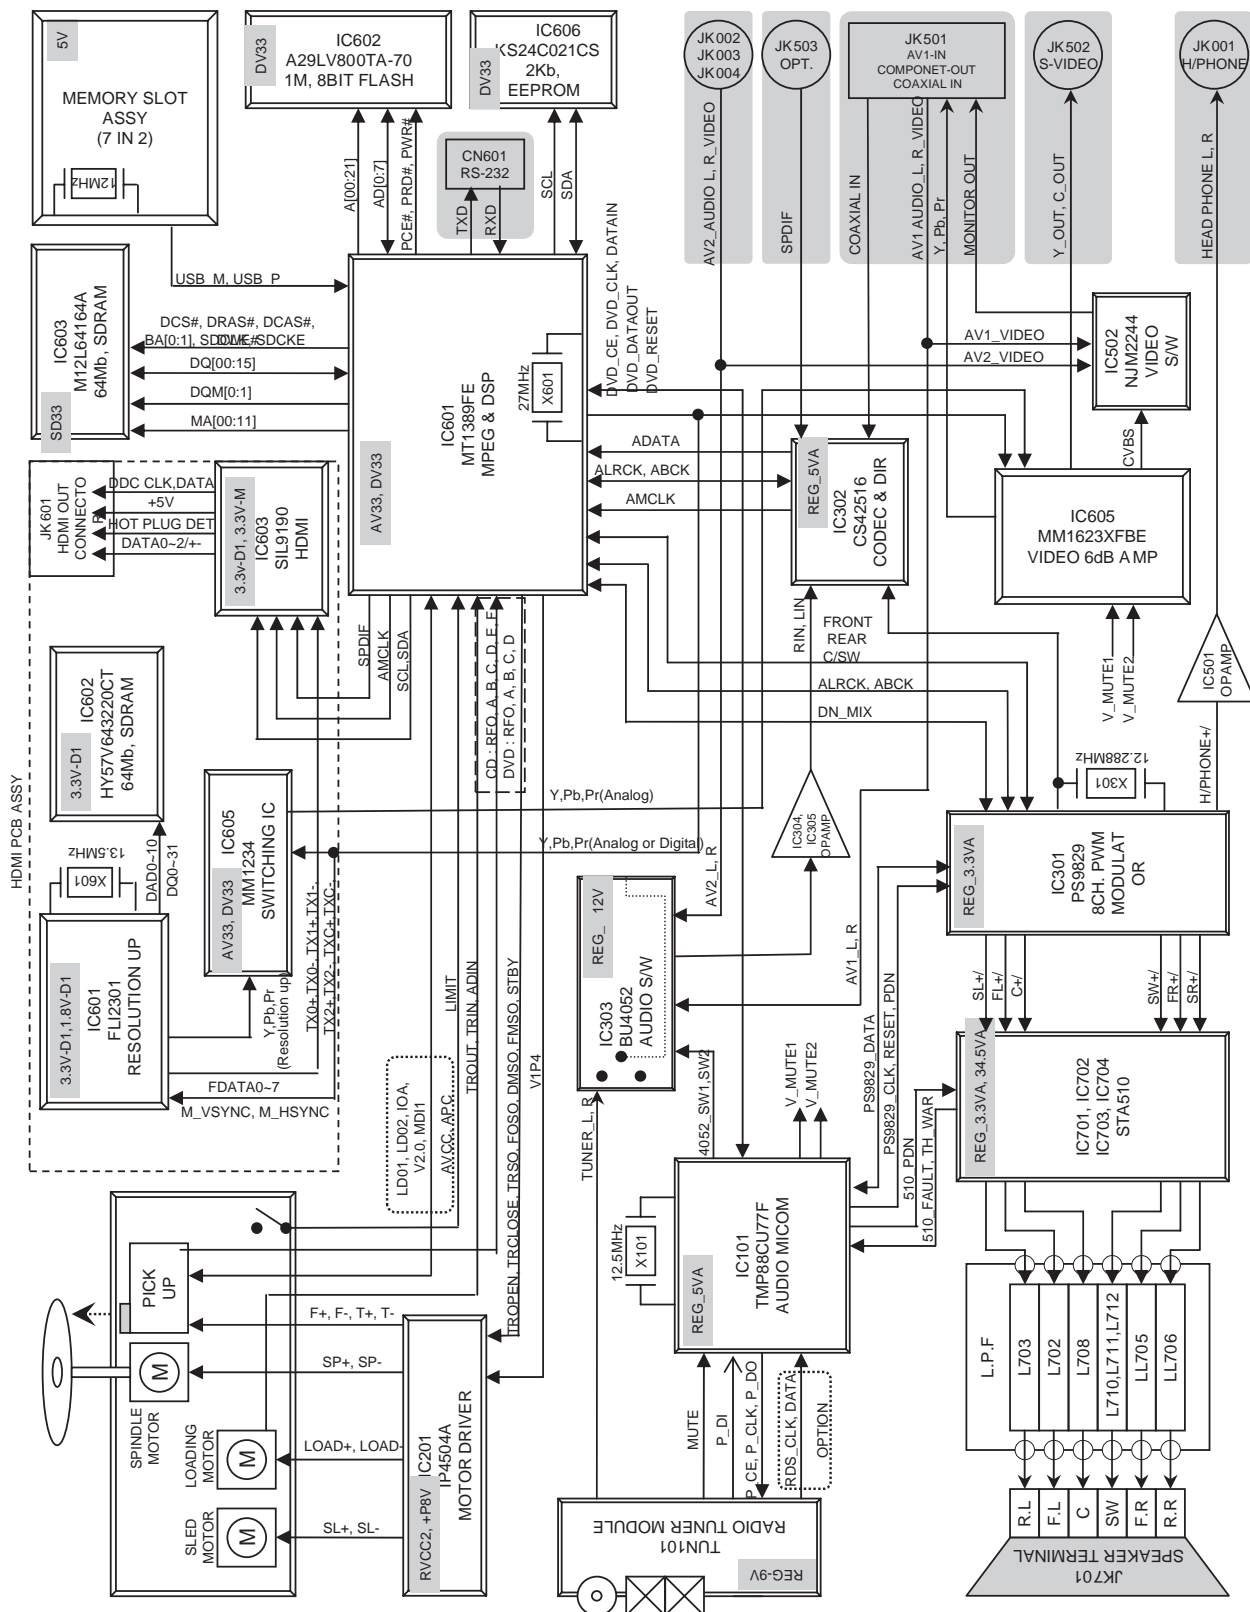 5V
MEMORY SLOT
ASSY
(7 IN 2)
12MHz
DV33
IC602
A29LV800TA-70
1M, 8BIT FLASH
DV33
IC606
KS24C021CS
2Kb,
EEPROM
CN601
RS-232
TXD
RXD
A[00:21]
AD[0:7]
PCE#, PRD#, PWR#
SCL
SDA
JK002
JK003
JK004
JK503
OPT.
JK501
AV1-IN
COMPONET-OUT
COAXIAL IN
JK502
S-VIDEO
JK001
H/PHONE
AV2_AUDIO L, R_VIDEO
SPDIF
COAXIAL IN
AV1 AUDIO_L, R_VIDEO
Y, Pb, Pr
MONITOR OUT
Y_OUT, C_OUT
HEAD PHONE L, R
USB_M, USB_P
IC603
M12L64164A
64Mb, SDRAM
SD33
DCS#, DRAS#, DCAS#,
BA[0:1], SDCLK, SDCKE
DWE#
DQ[00:15]
DQM[0:1]
MA[00:11]
IC601
MT1389FE
MPEG & DSP
AV33, DV33
27MHz
X601
DVD_CE, DVD_CLK, DATAIN
DVD_DATAOUT
DVD_RESET
ADATA
ALRCK, ABCK
AMCLK
REG_5VA
IC302
CS42516
CODEC & DIR
AV1_VIDEO
AV2_VIDEO
IC502
NJM2244
VIDEO
S/W
CVBS
IC605
MM1623XFBE
VIDEO 6dB AMP
V_MUTE1
V_MUTE2
IC501
OPAMP
H/PHONE+/
JK601
HDMI OUT
CONNECTO
R
DDC CLK,DATA
+5V
HOT PLUG DET
DATA0~2/+-
3.3v-D1, 3.3V-M
IC603
SIL9190
HDMI
SPDIF
AMCLK
SCL,SDA
HDMI PCB ASSY
3.3V-D1
IC602
HY57V643220CT
64Mb, SDRAM
13.5MHz
X601
DAD0~10
DQ0~31
AV33, DV33
IC605
MM1234
SWITCHING IC
3.3V-D1,1.8V-D1
IC601
FLI2301
RESOLUTION UP
Y,Pb,Pr
(Resolution up)
TX0+,TX0-, TX1+,TX1-,
TX2+,TX2-, TXC+,TXC-,
FDATA0~7
M_VSYNC, M_HSYNC
Y,Pb,Pr(Analog)
Y,Pb,Pr(Analog or Digital)
CD : RFO, A, B, C, D, E, F
DVD : RFO, A, B, C, D
RIN, LIN
FRONT
REAR
C/SW
ALRCK, ABCK
DN_MIX
IC304,
IC305
OPAMP
12.288MHz
X301
REG_3.3VA
IC301
PS9829
8CH. PWM
MODULAT
OR
SL+/
FL+/
C+/
SW+/
FR+/
SR+/
REG_3.3VA, 34.5VA
IC701, IC702
IC703, IC704
STA510
REG_ 12V
IC303
BU4052
AUDIO S/W
AV2_L, R
AV1_L, R
4052_SW1,SW2
TUNER_L, R
V_MUTE1
V_MUTE2
PS9829_DATA
PS9829_CLK, RESET, PDN
510_PDN
510_FAULT, TH_WAR
12.5MHz
X101
REG_5VA
IC101
TMP88CU77F
AUDIO MICOM
LIMIT
TROUT, TRIN, ADIN
LD01, LD02, IOA,
V2.0, MDI1
AVCC, APC
TROPEN, TRCLOSE, TRSO, FOSO, DMSO, FMSO, STBY
V1P4
PICK
UP
M
SPINDLE
MOTOR
LOADING
MOTOR
M
SLED
MOTOR
M
F+, F-, T+, T-
SP+, SP-
LOAD+, LOAD-
SL+, SL-
RVCC2, +P8V
IC201
IP4504A
MOTOR DRIVER
MUTE
P_DI
P_CE, P_CLK, P_DO
RDS_CLK, DATA
OPTION
TUN101
RADIO TUNER MODULE
REG-9V
L.P.F
L703
L702
L708
L710,L711,L712
LL705
LL706
R.L
F.L
C
SW
F.R
R.R
JK701
SPEAKER TERMINAL